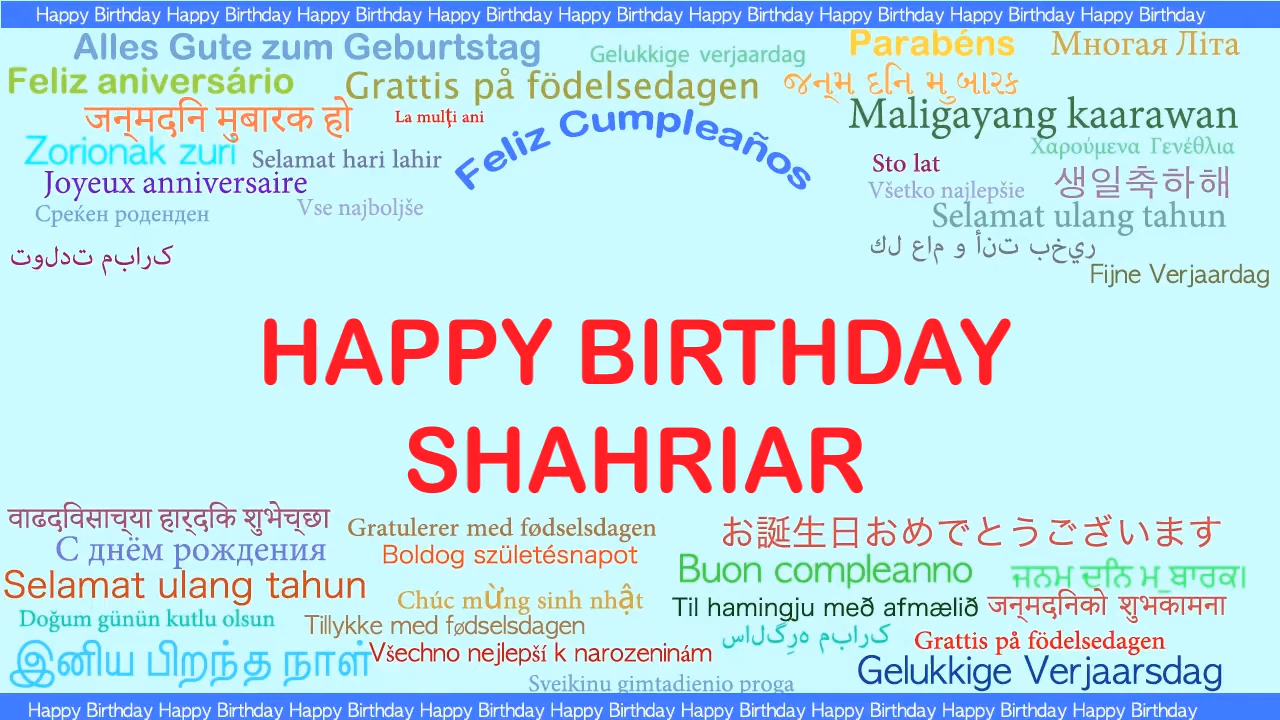 Happy Birthday Happy Birthday Happy Birthday Happy Birthday Happy Birthday Happy Birthday Happy Birthday Happy Birthday Happy Birthday
Alles Gute zum Geburtstag
Gelukkige verjaardag
Parabéns
Многая Літа
Feliz aniversário
Grattis på födelsedagen
જન્મ દિન મુબારક
जन्मदिन मुबारक हो
La mulţi ani
Feliz Cumpleaños
Maligayang kaarawan
Zorionak zuri
Selamat hari lahir
Sto lat
Χαρούμενα Γενέθλια
Joyeux anniversaire
Všetko najlepšie
생일축하해
Среќен роденден
Vse najboljše
Selamat ulang tahun
تولدت مبارک
كل عام و أنت بخير
Fijne Verjaardag
HAPPY BIRTHDAY
SHAHRIAR
वाढदिवसाच्या हार्दिक शुभेच्छा
Gratulerer med fødselsdagen
お誕生日おめでとうございます
С днём рождения
Boldog születésnapot
Buon compleanno
ਜਨਮ ਦਿਨ ਮੁਬਾਰਕ।
Selamat ulang tahun
Chúc mừng sinh nhật
Til hamingju með afmælið
जन्मदिनको शुभकामना
Doğum günün kutlu olsun
Tillykke med fødselsdagen
سالگرہ مبارک
Grattis på födelsedagen
இனிய பிறந்த நாள்
Všechno nejlepší k narozeninám
Gelukkige Verjaarsdag
Sveikinu gimtadienio proga
Happy Birthday Happy Birthday Happy Birthday Happy Birthday Happy Birthday Happy Birthday Happy Birthday Happy Birthday Happy Birthday